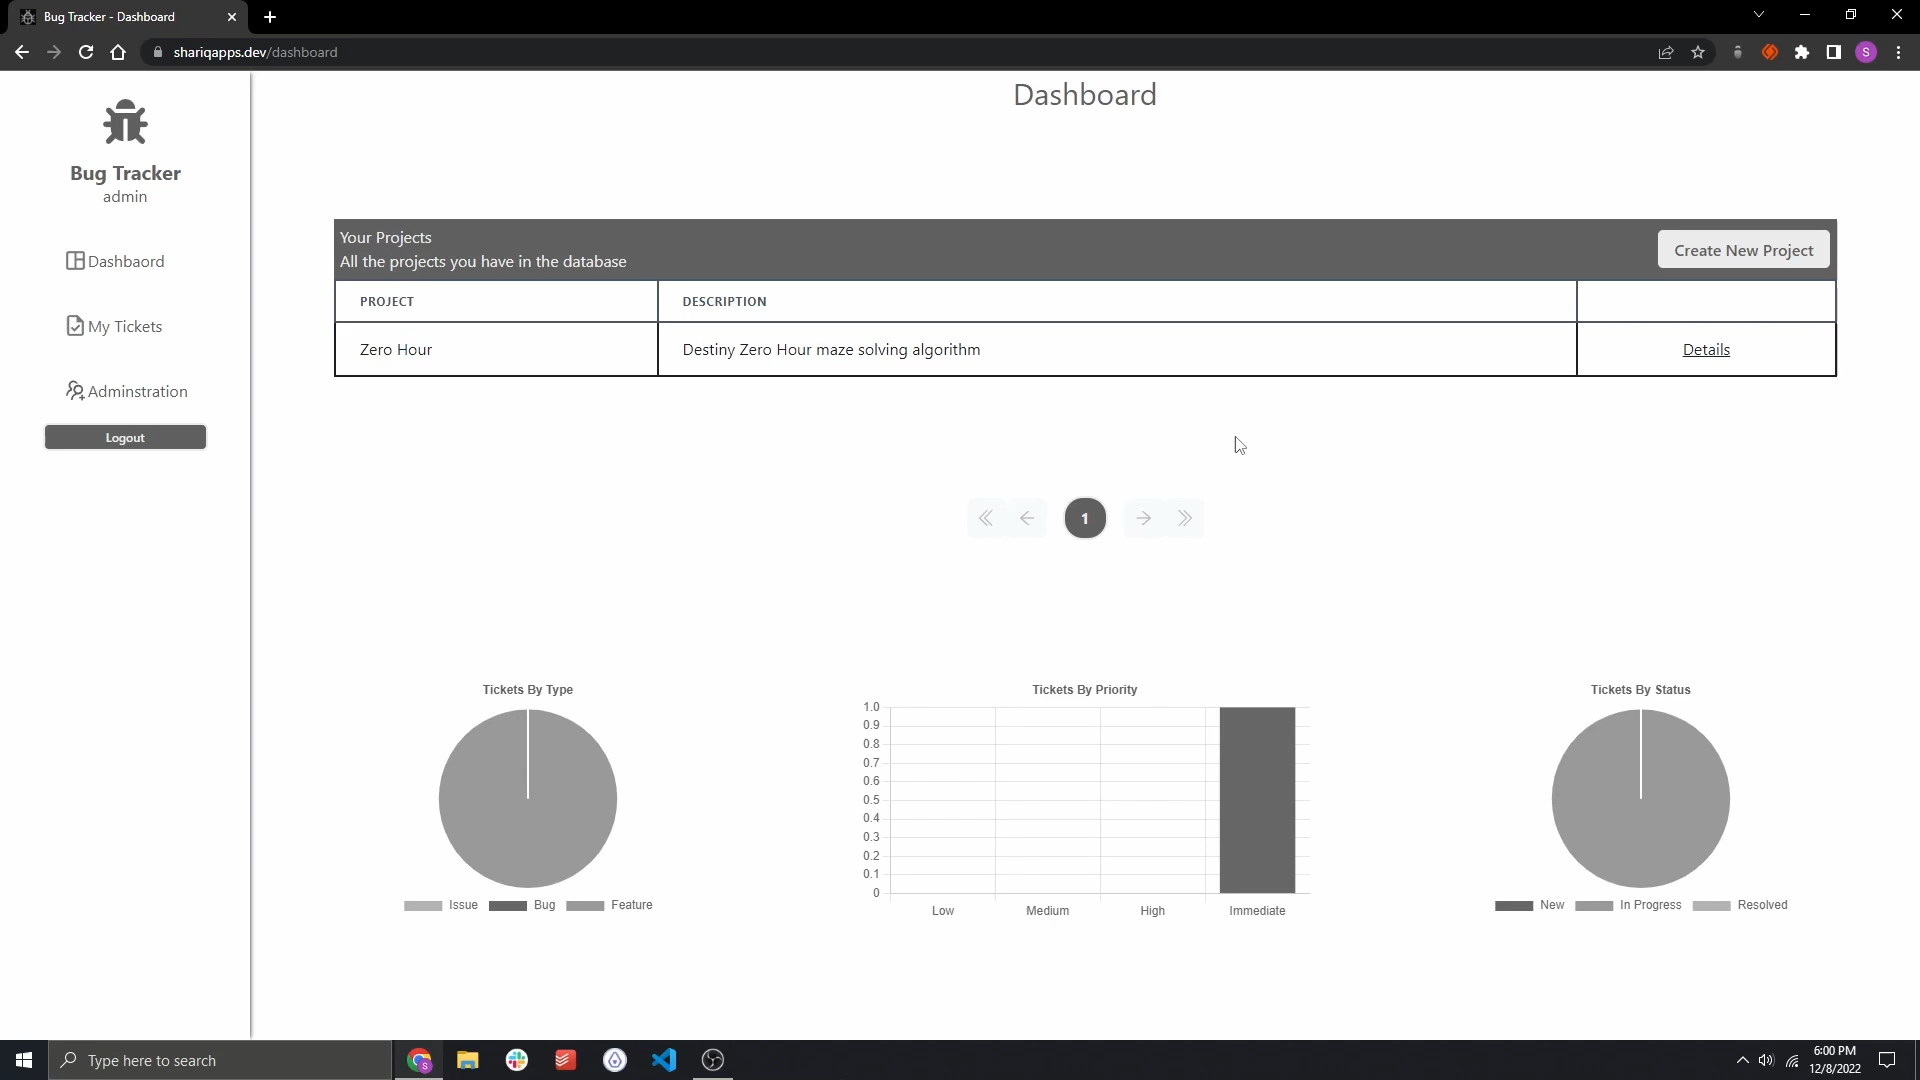 Bug Tracker - Dashboard
shariqapps.dev/dashboard
S
Bug Tracker
admin
Dashbaord
My Tickets
Adminstration
Logout
Dashboard
Your Projects
All the projects you have in the database
Create New Project
PROJECT DESCRIPTION
Zero Hour Destiny Zero Hour maze solving algorithm Details
1
Tickets By Type
Issue Bug Feature
Tickets By Priority
1.0
0.9
0.8
0.7
0.6
0.5
0.4
0.3
0.2
0.1
0
Low Medium High Immediate
Tickets By Status
New In Progress Resolved
Type here to search
S
6:00 PM
12/8/2022